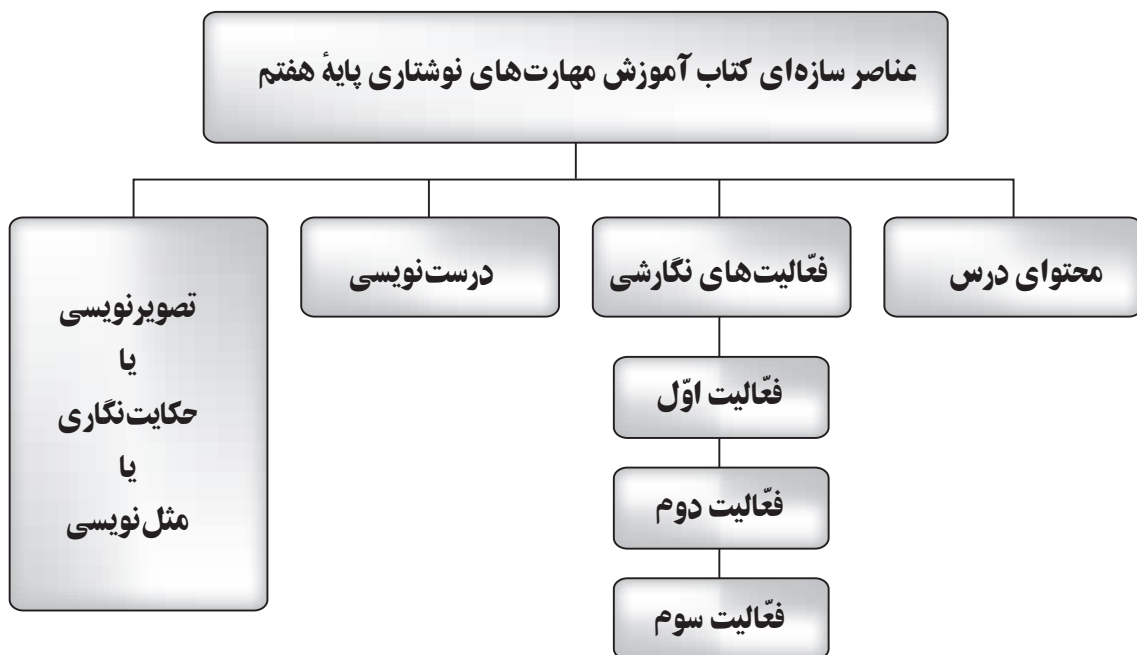 عناصر سازه‌ای کتاب آموزش مهارت‌های نوشتاری پایۀ هفتم
محتوای درس
فعّالیت‌های نگارشی
فعّالیت اوّل
فعّالیت دوم
فعّالیت سوم
درست‌نویسی
تصویرنویسی
یا
حکایت‌نگاری
یا
مثل‌نویسی